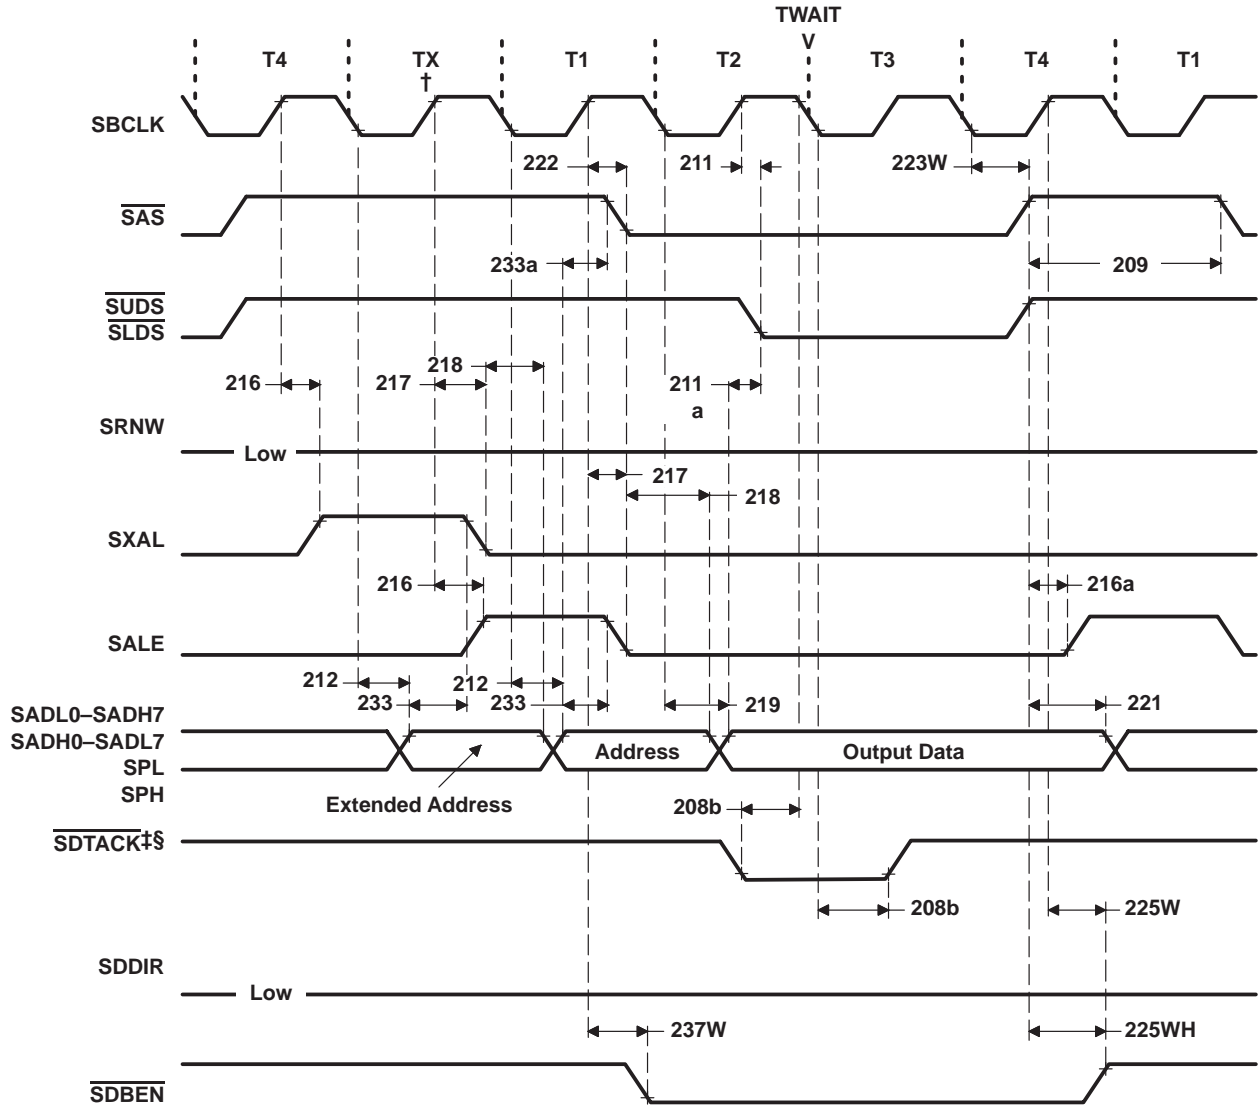 TWAIT
V
T4 TX T1 T2 T3 T4 T1
†
SBCLK
222 211 223W
SAS
233a 209
SUDS
SLDS
218
216 217 211
a
SRNW
Low
217
218
SXAL
216 216a
SALE
212 212
233 233 219 221
SADL0–SADH7
SADH0–SADL7
Address Output Data
SPL
SPH
Extended Address
208b
SDTACK‡§
208b 225W
SDDIR
Low
237W 225WH
SDBEN